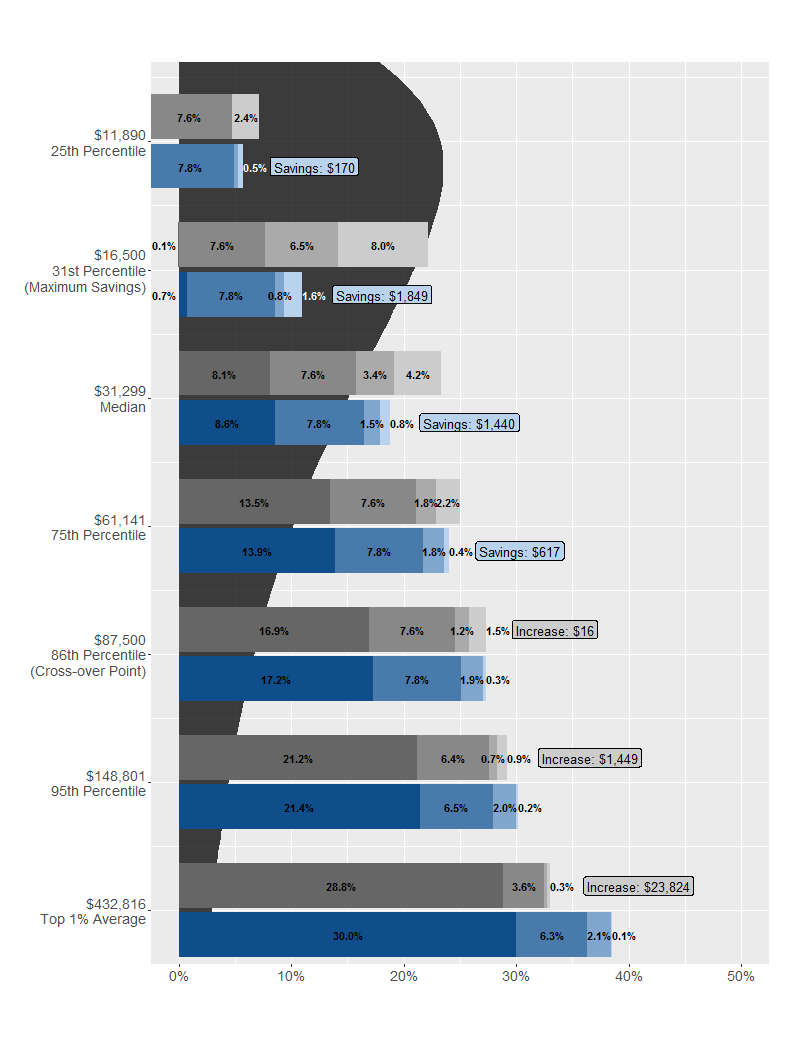 7.6% 2.4%
$11,890
25th Percentile
7.8% 0.5% Savings: $170
0.1% 7.6% 6.5% 8.0%
$16,500
31st Percentile
(Maximum Savings)
0.7% 7.8% 0.8% 1.6% Savings: $1,849
8.1% 7.6% 3.4% 4.2%
$31,299
Median
8.6% 7.8% 1.5% 0.8% Savings: $1,440
13.5% 7.6% 1.8% 2.2%
$61,141
75th Percentile
13.9% 7.8% 1.8% 0.4% Savings: $617
16.9% 7.6% 1.2% 1.5% Increase: $16
$87,500
86th Percentile
(Cross-over Point)
17.2% 7.8% 1.9% 0.3%
21.2% 6.4% 0.7% 0.9% Increase: $1,449
$148,801
95th Percentile
21.4% 6.5% 2.0% 0.2%
28.8% 3.6% 0.3% Increase: $23,824
$432,816
Top 1% Average
30.0% 6.3% 2.1% 0.1%
0% 10% 20% 30% 40% 50%